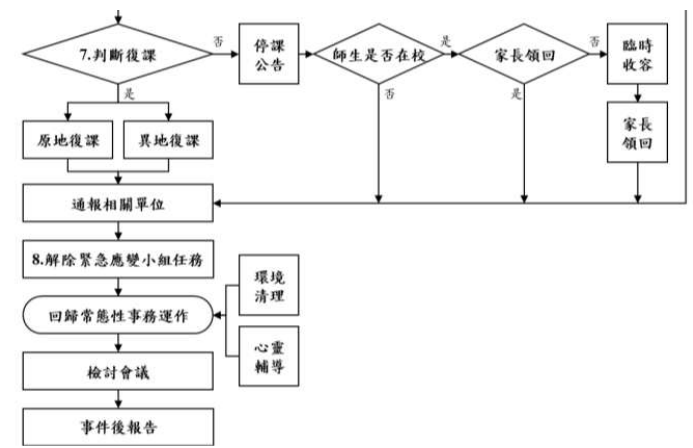 7.判斷復課
否
停課
公告
師生是否在校
是
家長領回
否
臨時
收容
是
否
是
原地復課
異地復課
家長
領回
通報相關單位
8.解除緊急應變小組任務
環境
清理
回歸常態性事務運作
心靈
輔導
檢討會議
事件後報告